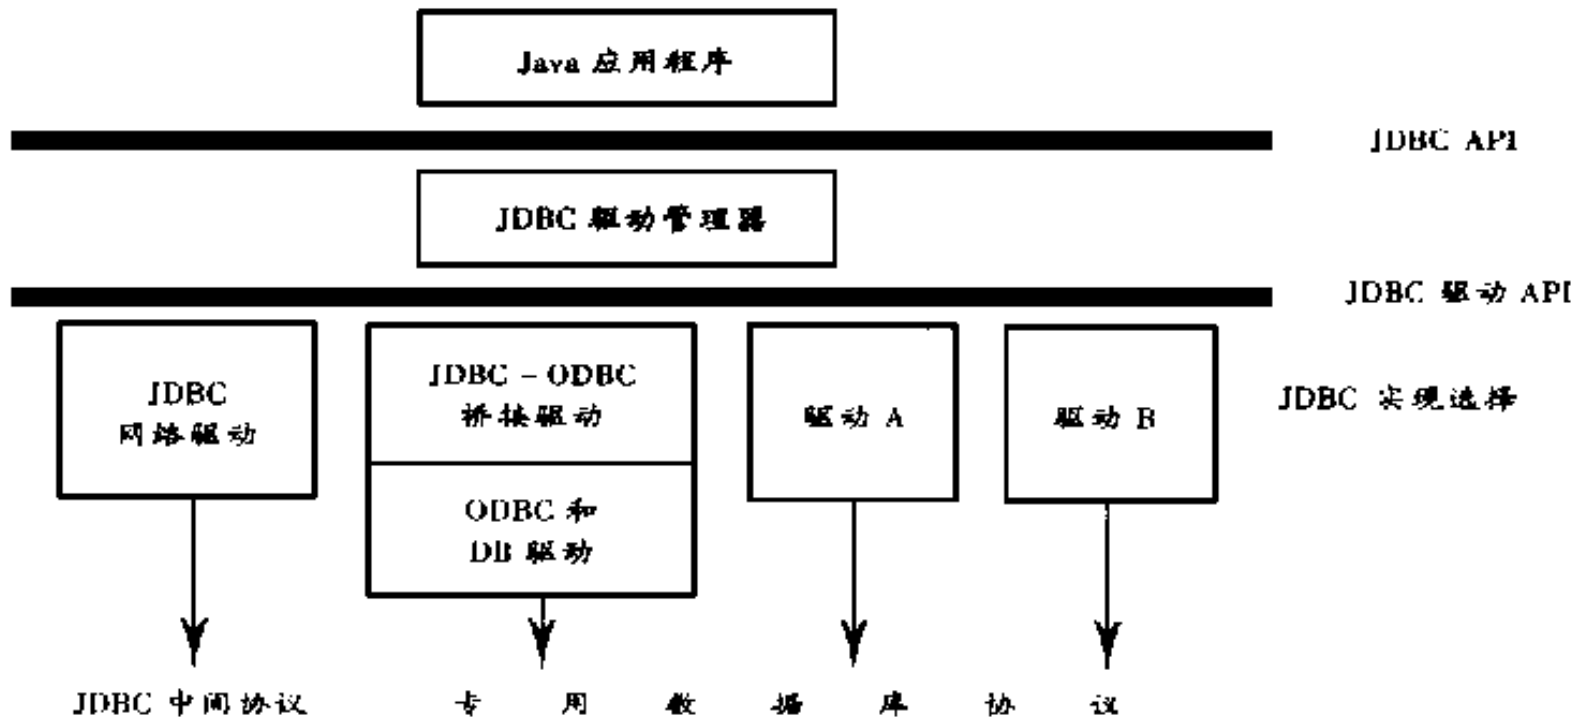 Java 应用程序
JDBC API
JDBC 驱动管理器
JDBC 驱动 API
JDBC
网络驱动
JDBC - ODBC
桥接驱动
ODBC 和
DB 驱动
驱动 A
驱动 B
JDBC 实现选择
JDBC 中间协议
专用数据库协议